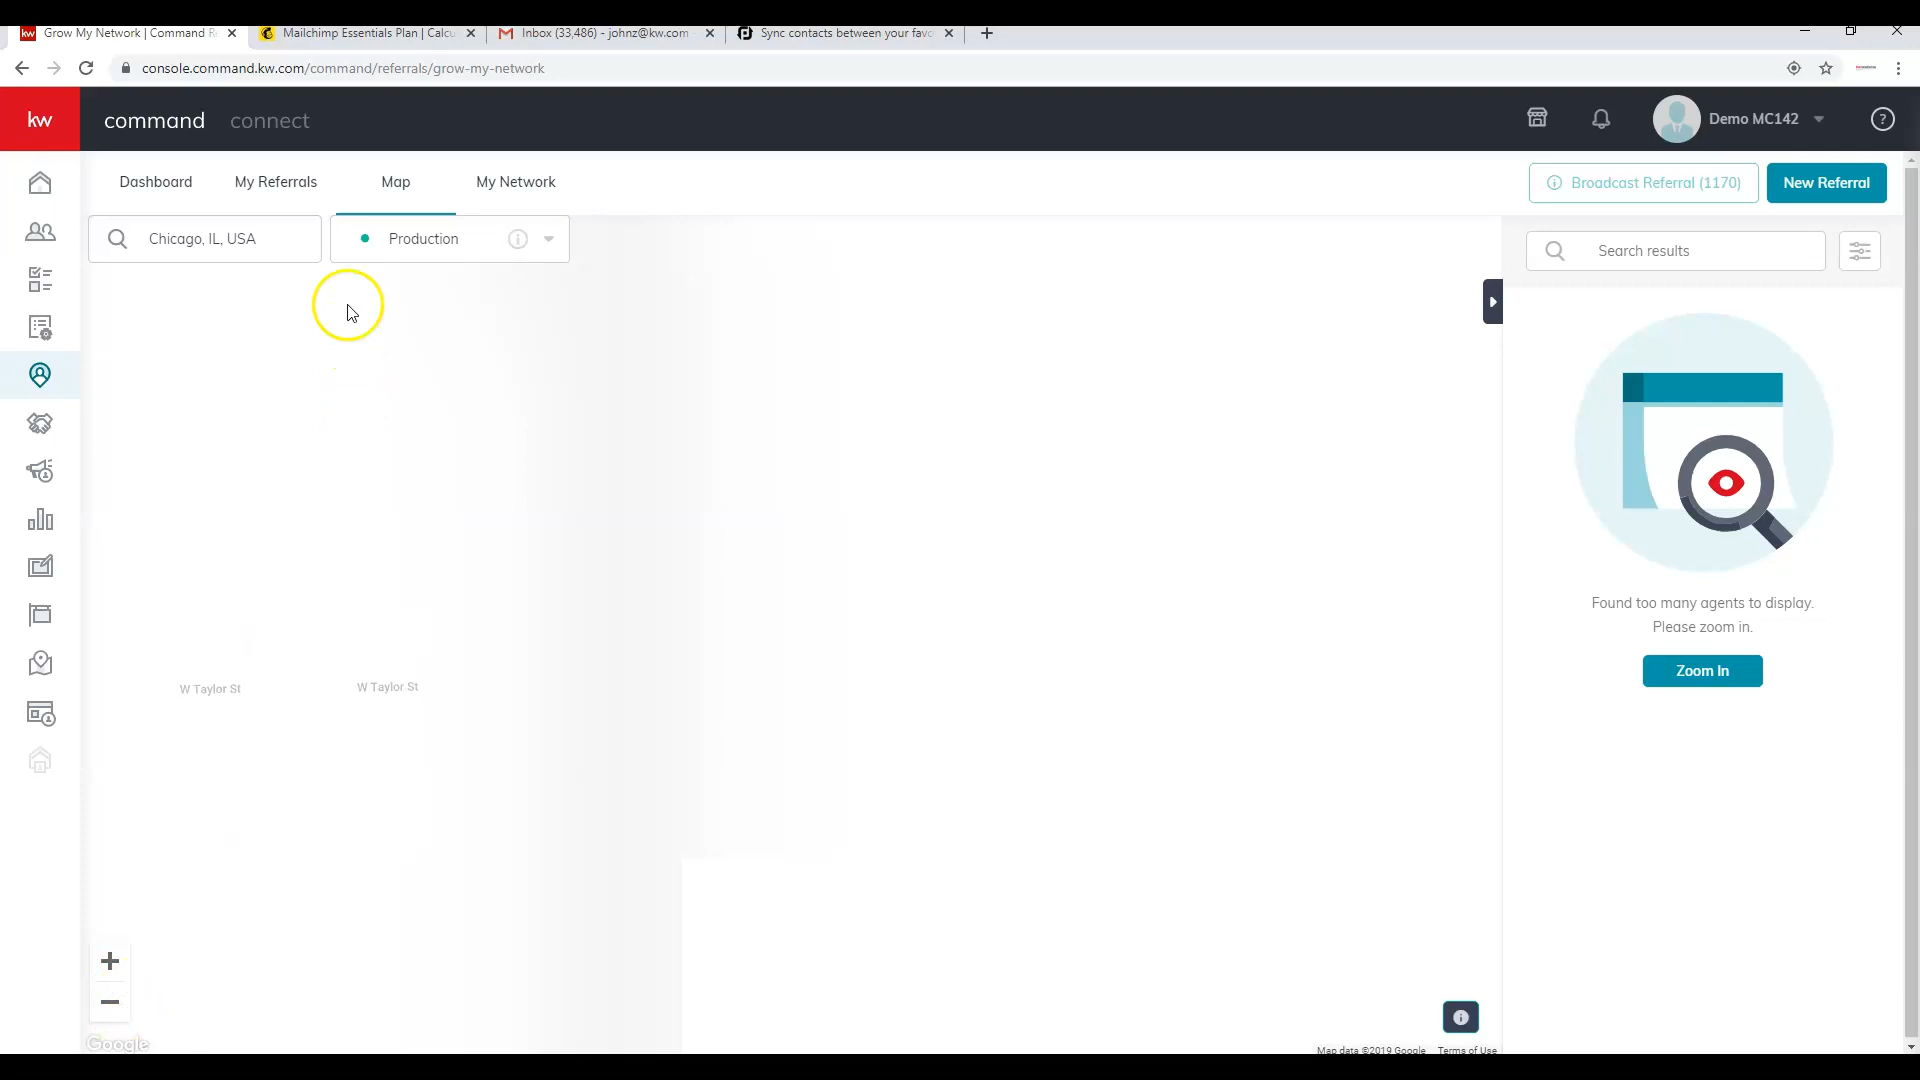 kw Grow My Network | Command Re
Mailchimp Essentials Plan | Calcu
Inbox (33,486) - johnz@kw.com -
Sync contacts between your favo
console.command.kw.com/command/referrals/grow-my-network
kw
command connect
Demo MC142
Dashboard My Referrals Map My Network
Broadcast Referral (1170)
New Referral
Chicago, IL, USA
Production
Search results
Found too many agents to display.
Please zoom in.
Zoom In
W Taylor St
W Taylor St
Google
Map data ©2019 Google Terms of Use